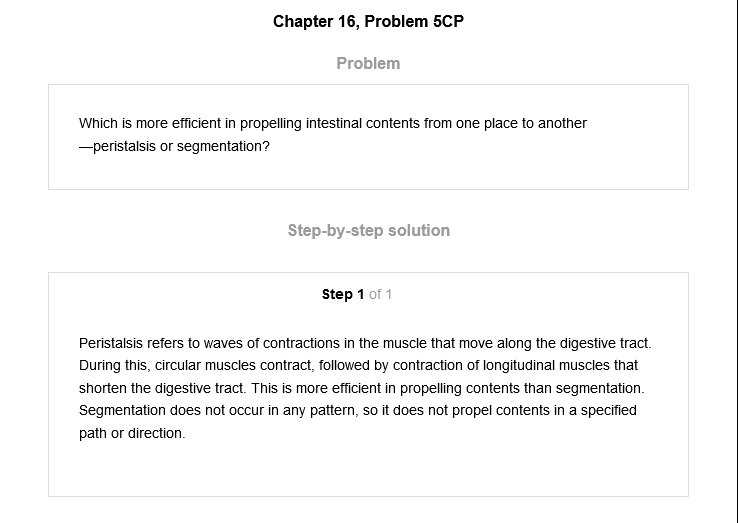 Chapter 16, Problem 5CP
Problem
Which is more efficient in propelling intestinal contents from one place to another
—peristalsis or segmentation?
Step-by-step solution
Step 1 of 1
Peristalsis refers to waves of contractions in the muscle that move along the digestive tract.
During this, circular muscles contract, followed by contraction of longitudinal muscles that
shorten the digestive tract. This is more efficient in propelling contents than segmentation.
Segmentation does not occur in any pattern, so it does not propel contents in a specified
path or direction.